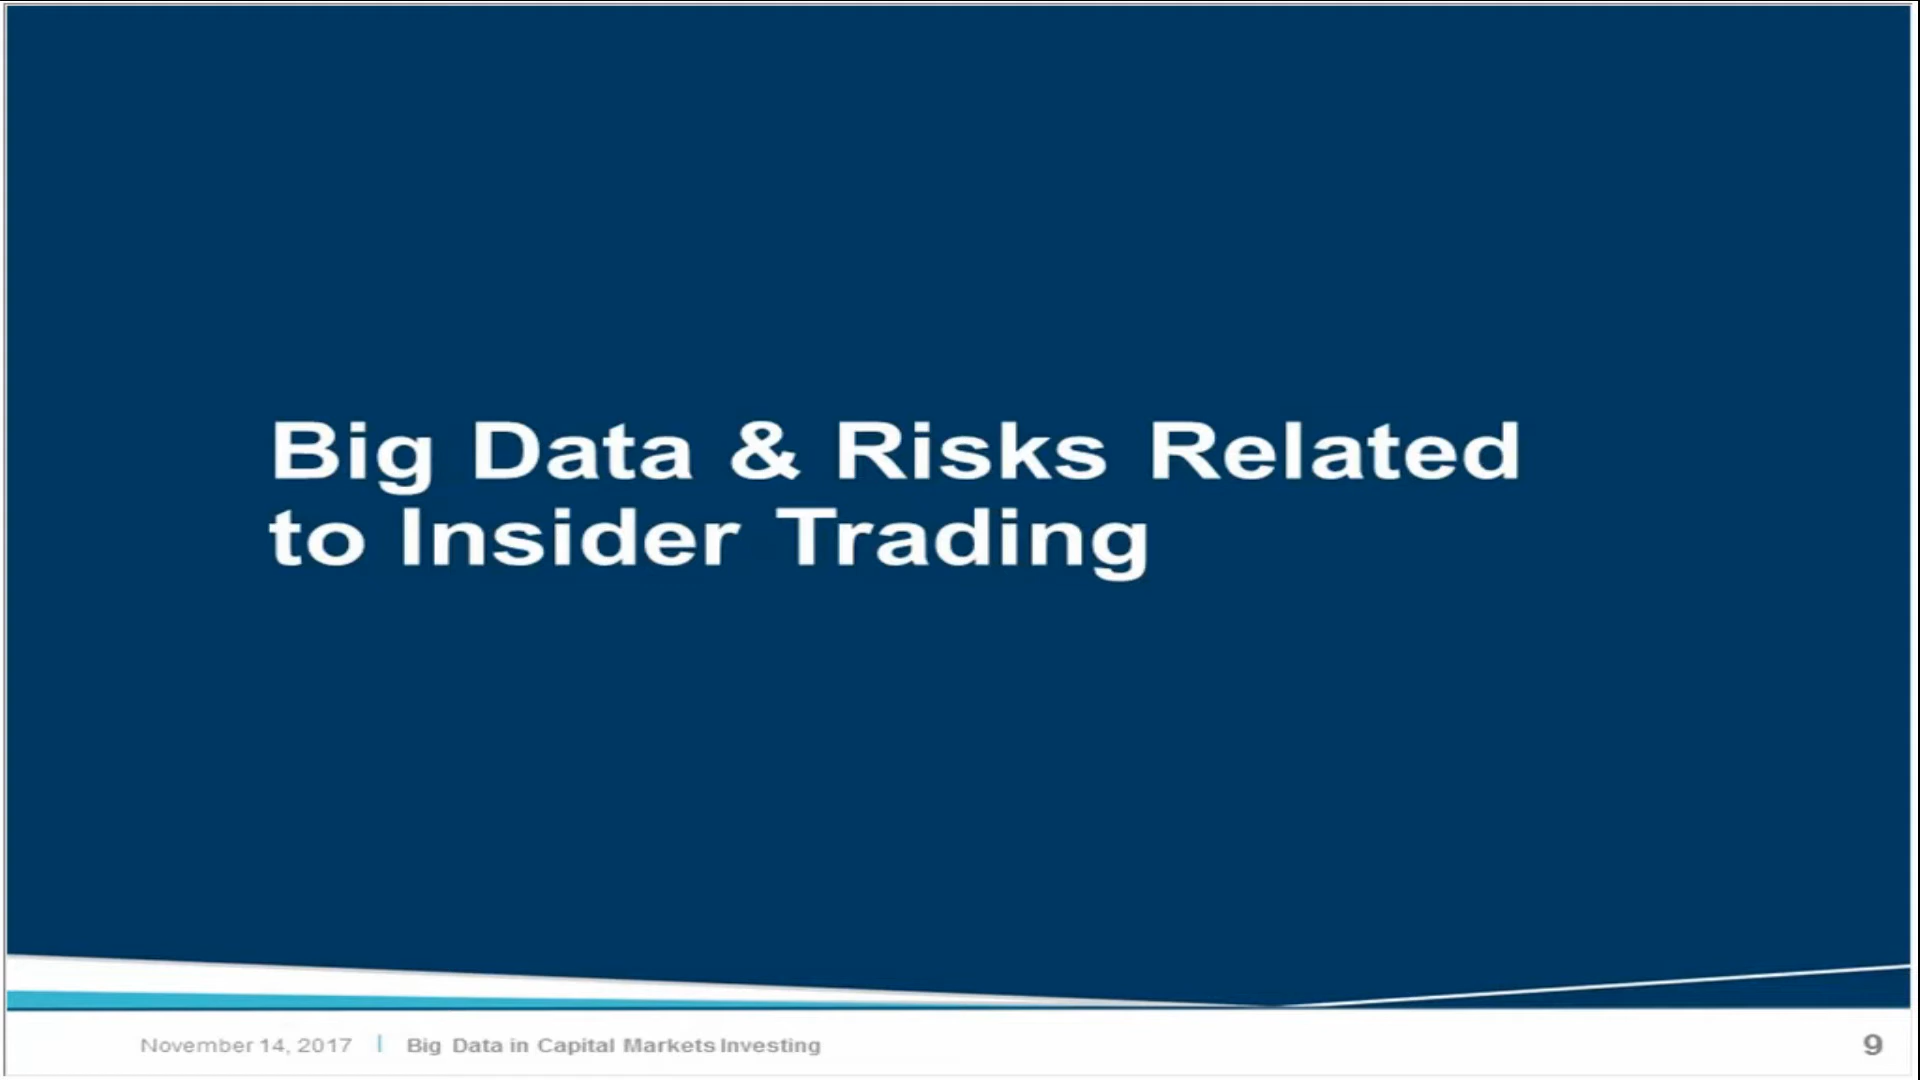 Big Data & Risks Related
to Insider Trading
November 14, 2017 | Big Data in Capital Markets Investing
9